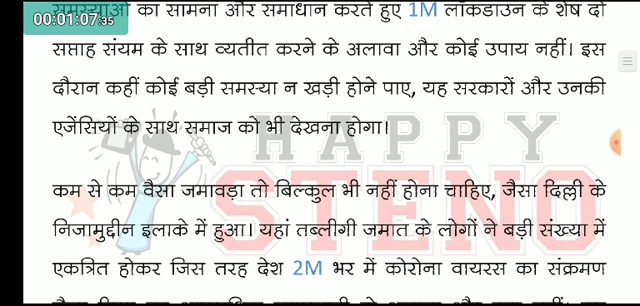 समस्याओं का सामना और समाधान करते हुए 1M लॉकडाउन के शेष दो
00:01:07:35
सप्ताह संयम के साथ व्यतीत करने के अलावा और कोई उपाय नहीं। इस
दौरान कहीं कोई बड़ी समस्या न खड़ी होने पाए, यह सरकारों और उनकी
एजेंसियों के साथ समाज को भी देखना होगा।
HAPPY
STENO
कम से कम वैसा जमावड़ा तो बिल्कुल भी नहीं होना चाहिए, जैसा दिल्ली के
निजामुद्दीन इलाके में हुआ। यहां तब्लीगी जमात के लोगों ने बड़ी संख्या में
एकत्रित होकर जिस तरह देश 2M भर में कोरोना वायरस का संक्रमण